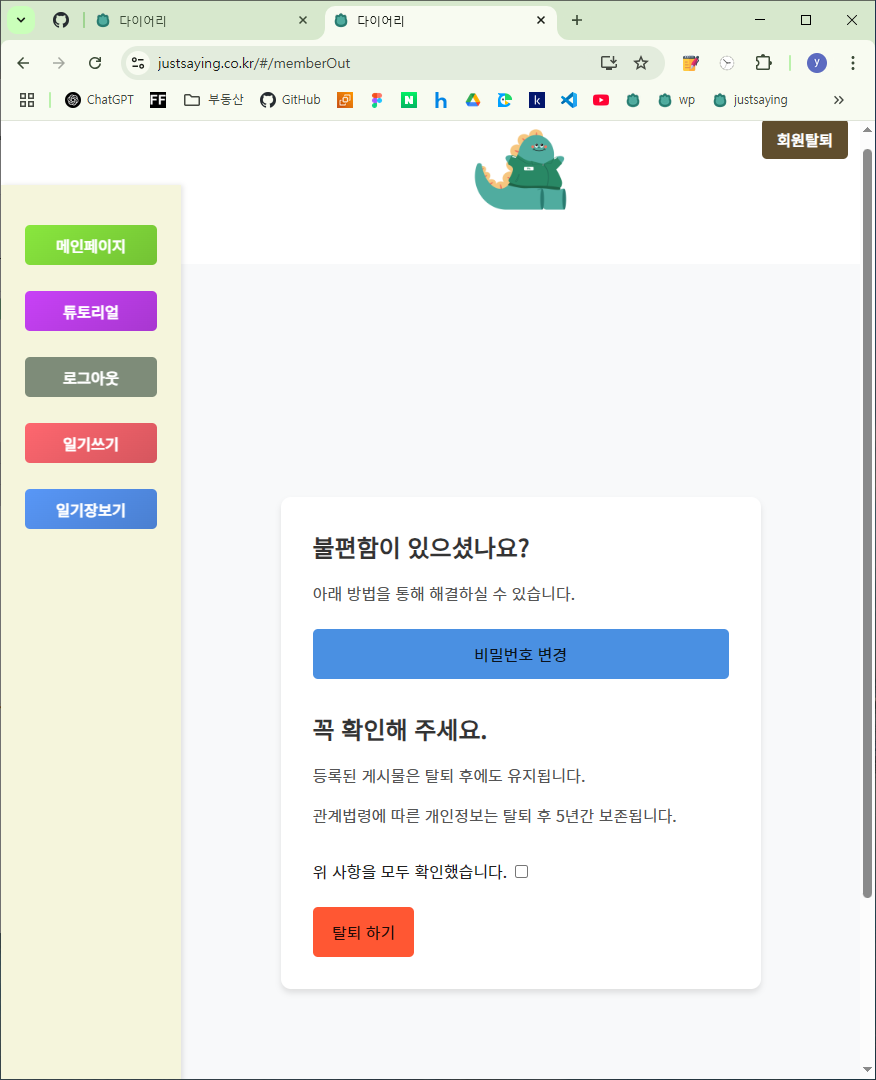 다이어리
다이어리
justsaying.co.kr/#/memberOut
y
ChatGPT
FF
부동산
GitHub
N
h
k
wp
justsaying
회원탈퇴
메인페이지
튜토리얼
로그아웃
일기쓰기
일기장보기
불편함이 있으셨나요?
아래 방법을 통해 해결하실 수 있습니다.
비밀번호 변경
꼭 확인해 주세요.
등록된 게시물은 탈퇴 후에도 유지됩니다.
관계법령에 따른 개인정보는 탈퇴 후 5년간 보존됩니다.
위 사항을 모두 확인했습니다.
탈퇴 하기